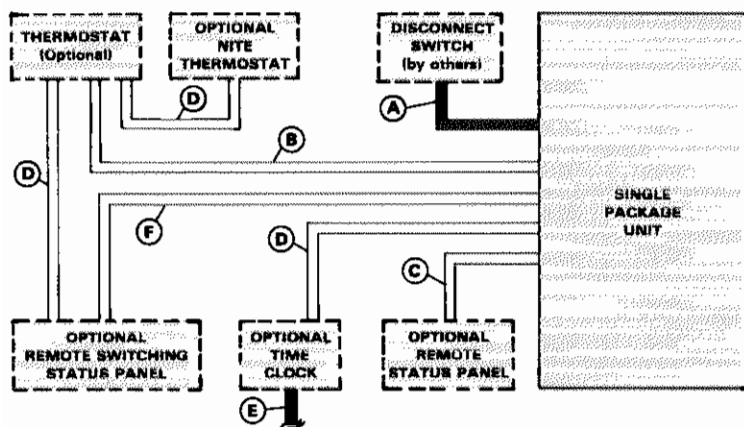 THERMOSTAT
(Optional)
OPTIONAL
NITE
THERMOSTAT
DISCONNECT
SWITCH
(by others)
D
A
B
D
SINGLE
PACKAGE
UNIT
F
D
C
OPTIONAL
REMOTE SWITCHING
STATUS PANEL
OPTIONAL
TIME
CLOCK
OPTIONAL
REMOTE
STATUS PANEL
E